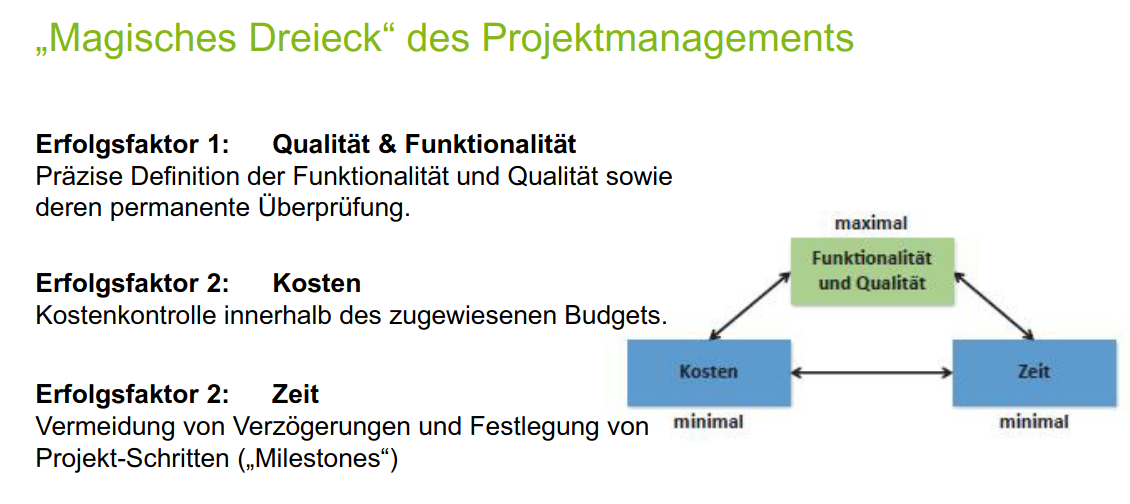 „Magisches Dreieck“ des Projektmanagements
Erfolgsfaktor 1: Qualität & Funktionalität
Präzise Definition der Funktionalität und Qualität sowie
deren permanente Überprüfung.
Erfolgsfaktor 2: Kosten
Kostenkontrolle innerhalb des zugewiesenen Budgets.
Erfolgsfaktor 2: Zeit
Vermeidung von Verzögerungen und Festlegung von
Projekt-Schritten („Milestones“)
maximal
Funktionalität
und Qualität
Kosten
Zeit
minimal
minimal